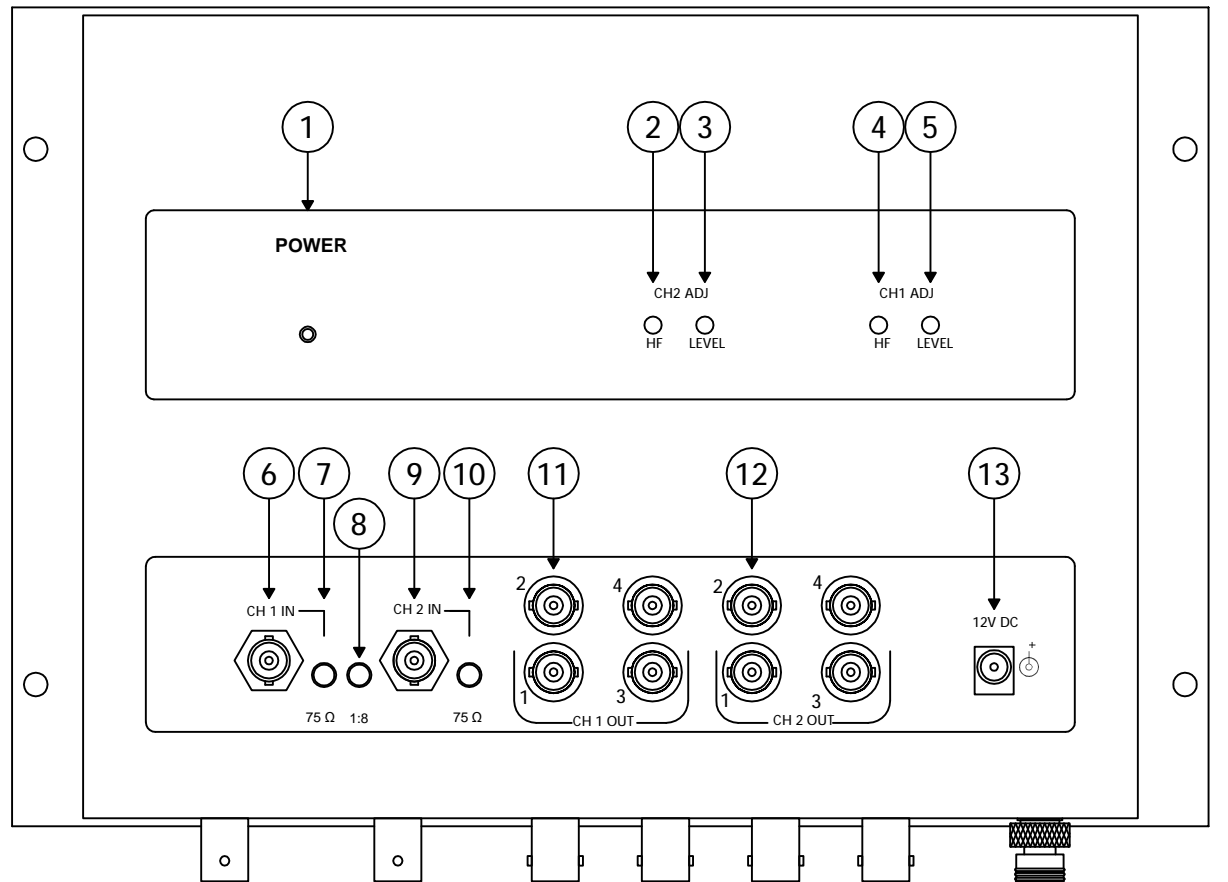 1 2 3 4 5
POWER
CH2 ADJ CH1 ADJ
HF LEVEL HF LEVEL
6 7 8 9 10 11 12 13
2 4 2 4
CH 1 IN CH 2 IN 12V DC
+
1 3 1 3
75 Ω 1:8 75 Ω CH 1 OUT CH 2 OUT